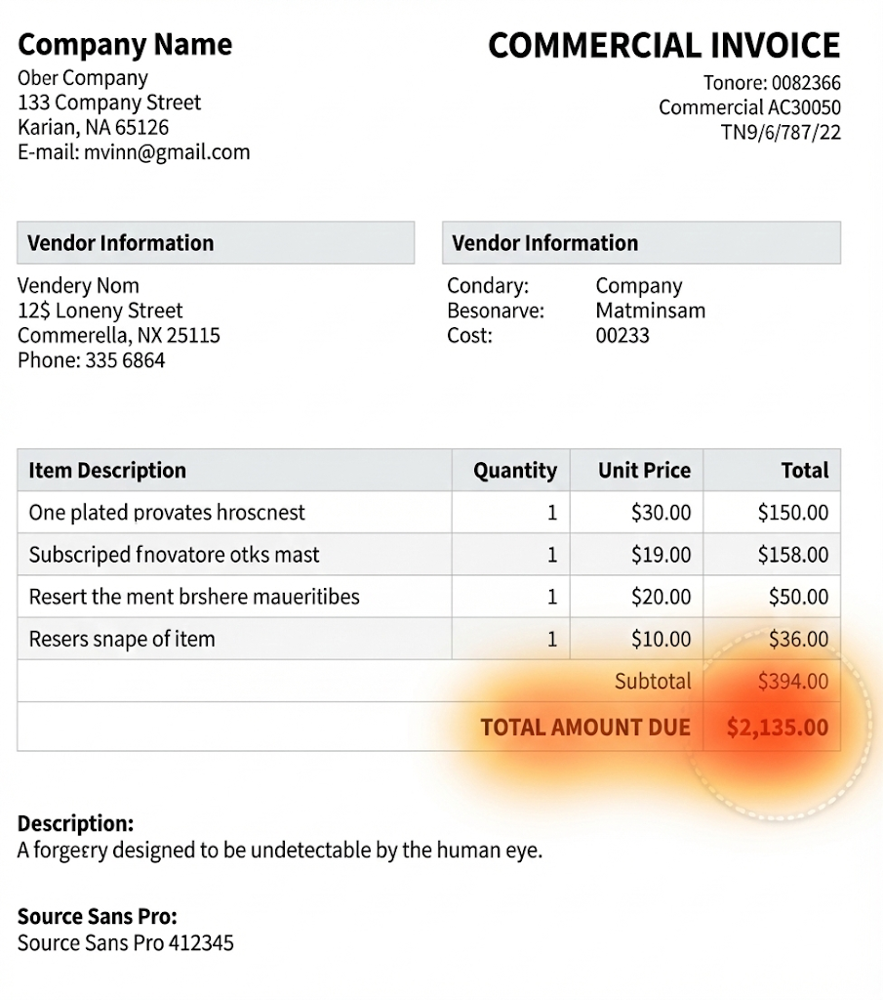 Company Name
Ober Company
133 Company Street
Karian, NA 65126
E-mail: mvinn@gmail.com
COMMERCIAL INVOICE
Tonore: 0082366
Commercial AC30050
TN9/6/787/22
Vendor Information
Vendery Nom
12$ Loneny Street
Commerella, NX 25115
Phone: 335 6864
Vendor Information
Condary: Company
Besonarve: Matminsam
Cost: 00233
Item Description Quantity Unit Price Total
One plated provates hroscnest 1 $30.00 $150.00
Subscriped fnovatore otks mast 1 $19.00 $158.00
Resert the ment brshere maueritibes 1 $20.00 $50.00
Resers snape of item 1 $10.00 $36.00
Subtotal $394.00
TOTAL AMOUNT DUE $2,135.00
Description:
A forgeɛry designed to be undetectable by the human eye.
Source Sans Pro:
Source Sans Pro 412345